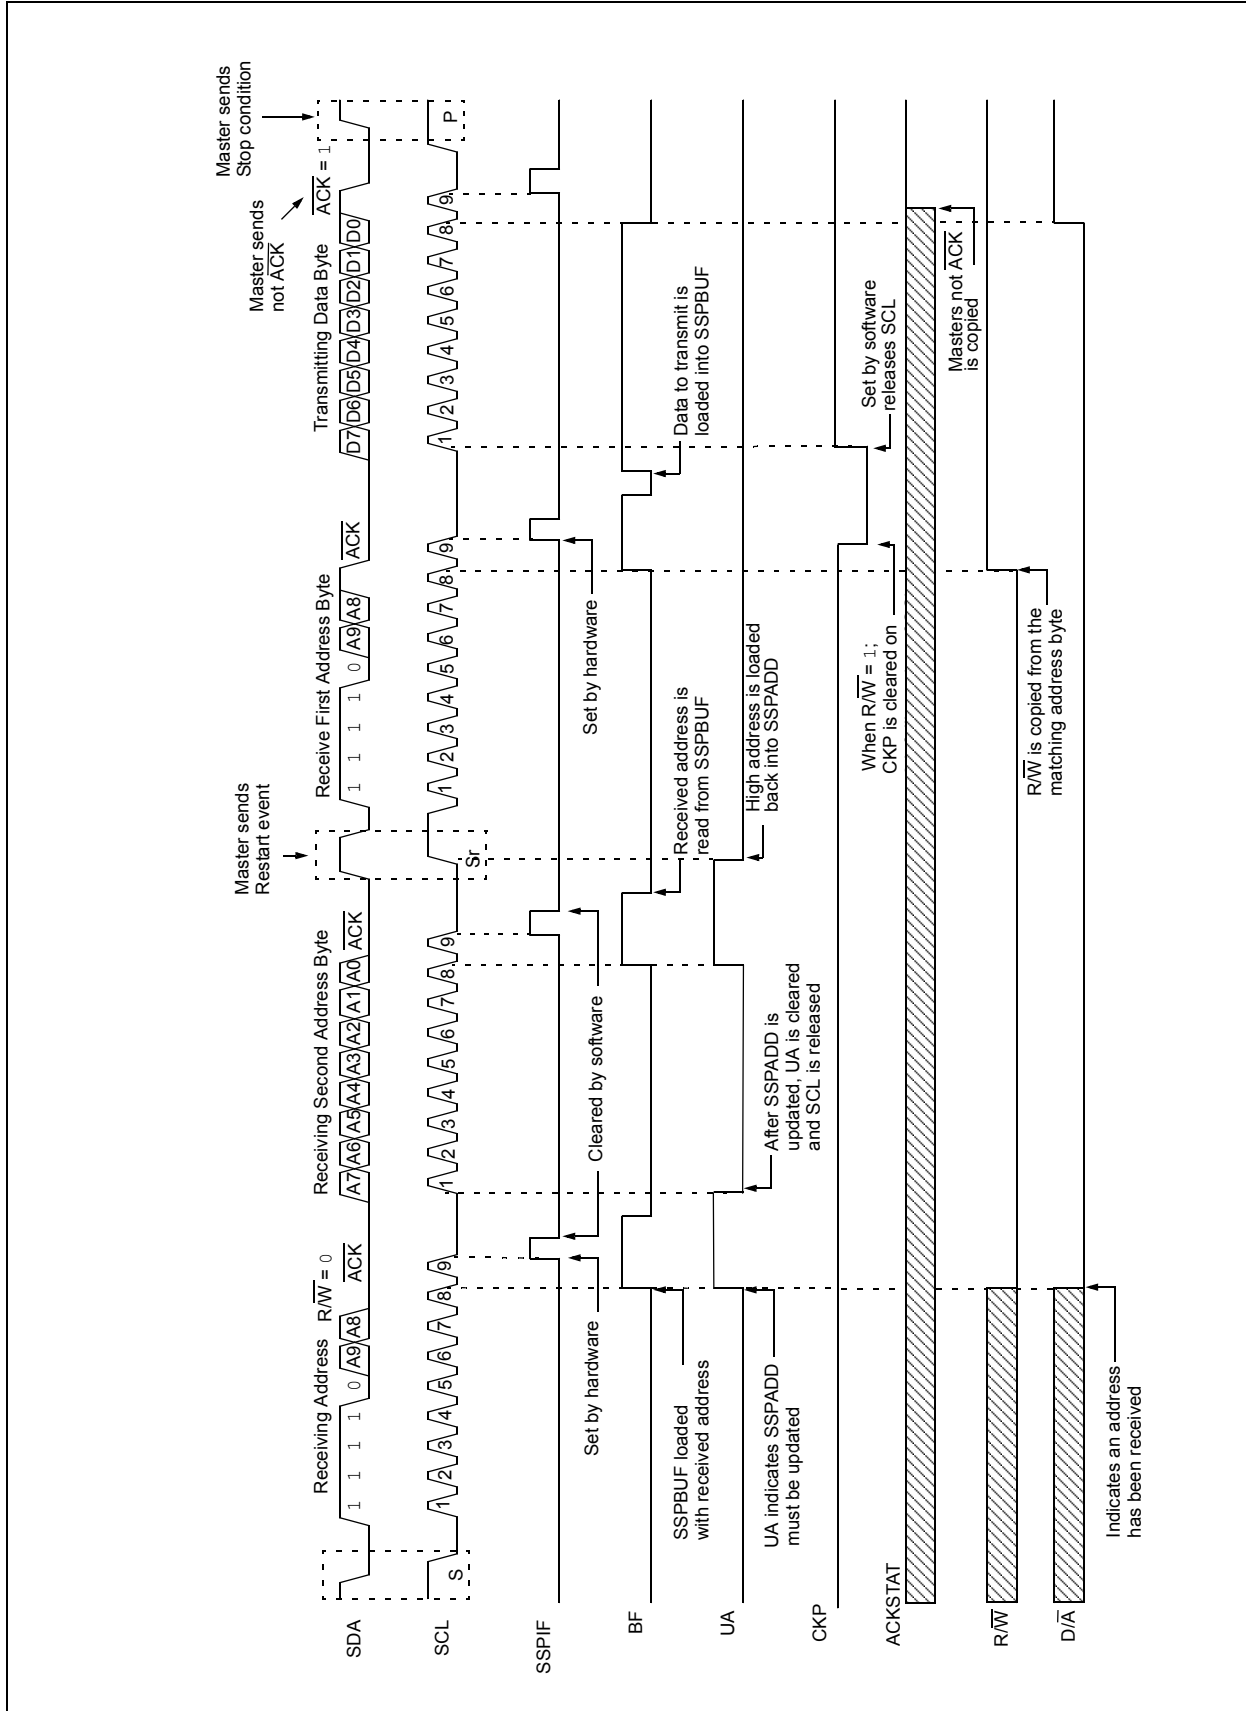 Master sends
Stop condition
Master sends
not ACK
Master sends
Restart event
Receiving Address
R/W = 0
ACK
Receiving Second Address Byte
ACK
Receive First Address Byte
ACK
Transmitting Data Byte
ACK = 1
SDA
1 1 1 1 0 A9 A8
A7 A6 A5 A4 A3 A2 A1 A0
1 1 1 1 0 A9 A8
D7 D6 D5 D4 D3 D2 D1 D0
SCL
S
1 2 3 4 5 6 7 8 9
1 2 3 4 5 6 7 8 9
Sr
1 2 3 4 5 6 7 8 9
1 2 3 4 5 6 7 8 9
P
SSPIF
Set by hardware
Cleared by software
Set by hardware
BF
SSPBUF loaded
with received address
Received address is
read from SSPBUF
Data to transmit is
loaded into SSPBUF
UA
UA indicates SSPADD
must be updated
After SSPADD is
updated, UA is cleared
and SCL is released
High address is loaded
back into SSPADD
CKP
When R/W = 1;
CKP is cleared on
Set by software
releases SCL
ACKSTAT
Masters not ACK
is copied
R/W
R/W is copied from the
matching address byte
D/A
Indicates an address
has been received